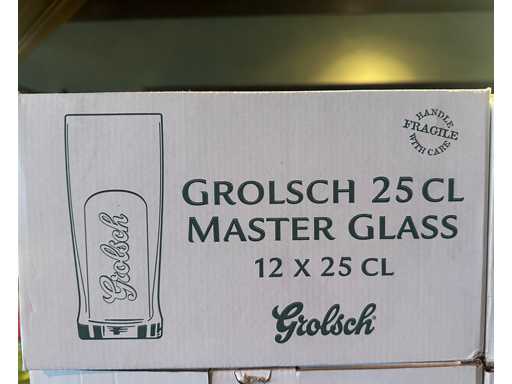 HANDLE
FRAGILE
WITH CARE
Grolsch
GROLSCH 25 CL
MASTER GLASS
12 X 25 CL
Grolsch